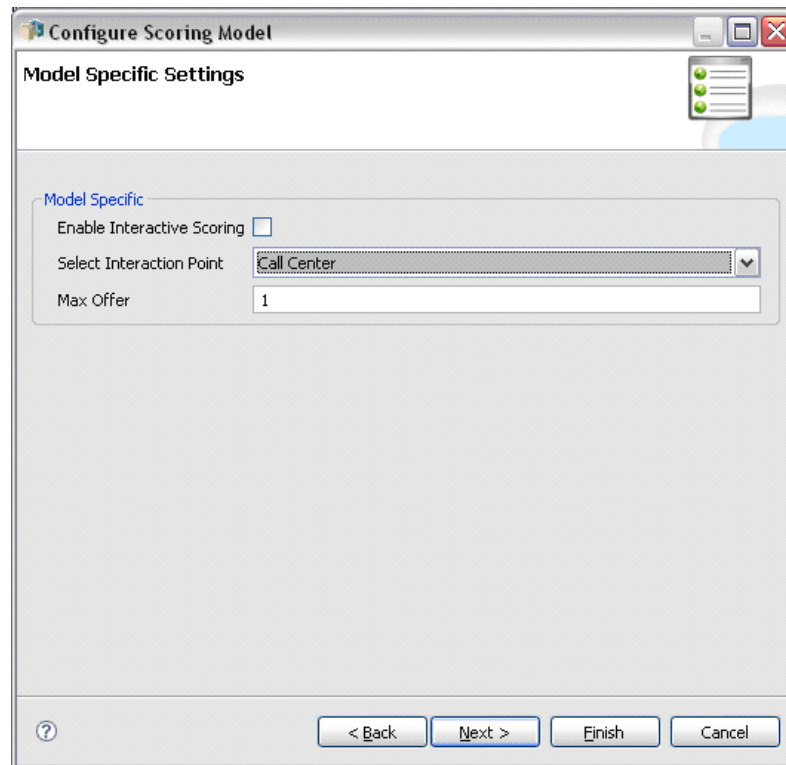 Configure Scoring Model
Model Specific Settings
Model Specific
Enable Interactive Scoring
Select Interaction Point Call Center
Max Offer 1
? < Back Next > Finish Cancel